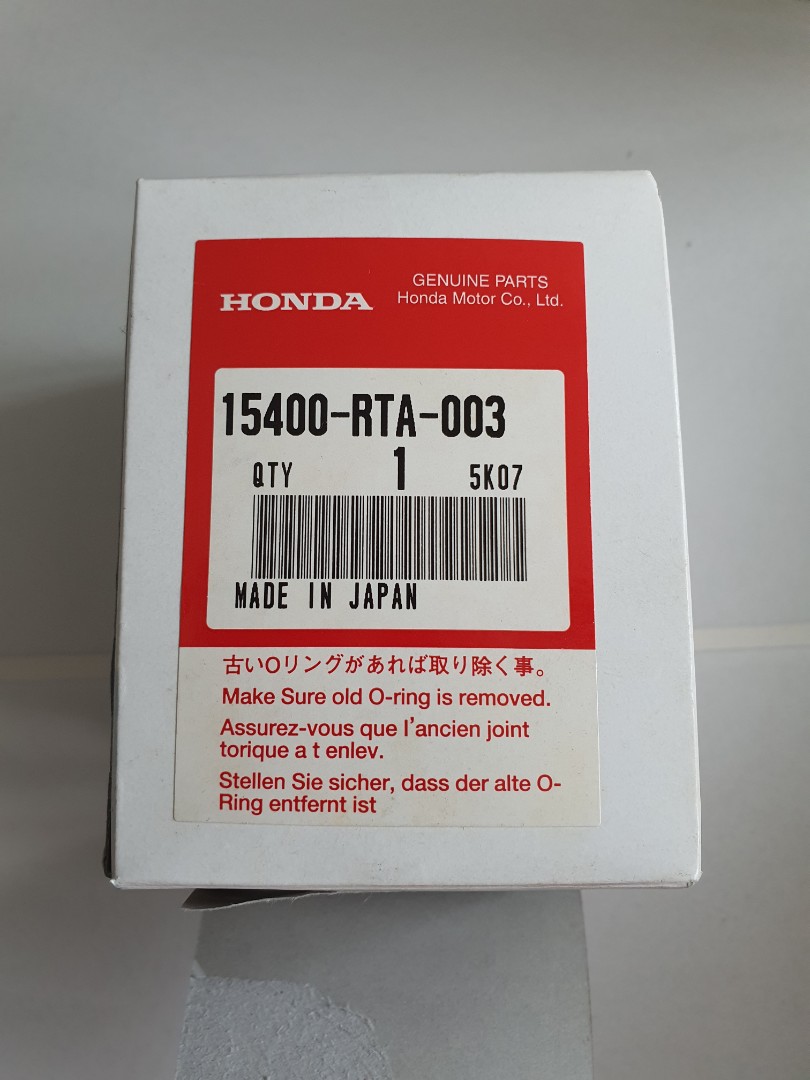 HONDA
GENUINE PARTS
Honda Motor Co., Ltd.
15400-RTA-003
QTY 1 5K07
MADE IN JAPAN
古いOリングがあれば取り除く事。
Make Sure old O-ring is removed.
Assurez-vous que l'ancien joint
torique a t enlev.
Stellen Sie sicher, dass der alte O-
Ring entfernt ist